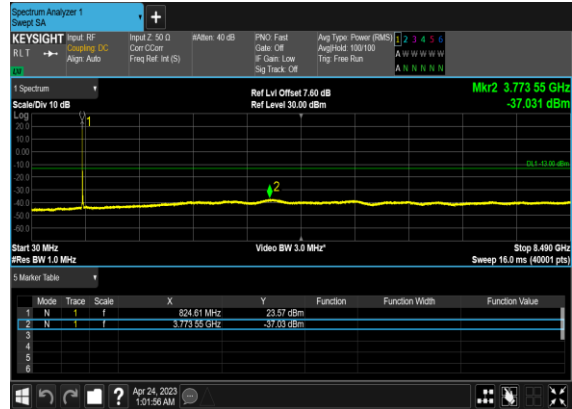 Spectrum Analyzer 1
Swept SA
+
KEYSIGHT Input: RF Input Z: 50 Ω #Atten: 40 dB PNO: Fast Avg Type: Power (RMS) 1 2 3 4 5 6
RLT Coupling: DC Corr CCorr Gate: Off Avg|Hold: 100/100 A W W W W W
Align: Auto Freq Ref: Int (S) IF Gain: Low Trig: Free Run
Sig Track: Off A N N N N N
1 Spectrum Ref Lvl Offset 7.60 dB Mkr2 3.773 55 GHz
Scale/Div 10 dB Ref Level 30.00 dBm -37.031 dBm
Log
1
20.0
10.0
0.00
-10.0
DL1 -13.00 dBm
-20.0
-30.0
2
-40.0
-50.0
-60.0
Start 30 MHz Video BW 3.0 MHz* Stop 8.490 GHz
#Res BW 1.0 MHz Sweep 16.0 ms (40001 pts)
5 Marker Table
Mode Trace Scale X Y Function Function Width Function Value
1 N 1 f 824.61 MHz 23.57 dBm
2 N 1 f 3.773 55 GHz -37.03 dBm
3
4
5
6
? Apr 24, 2023
1:01:56 AM